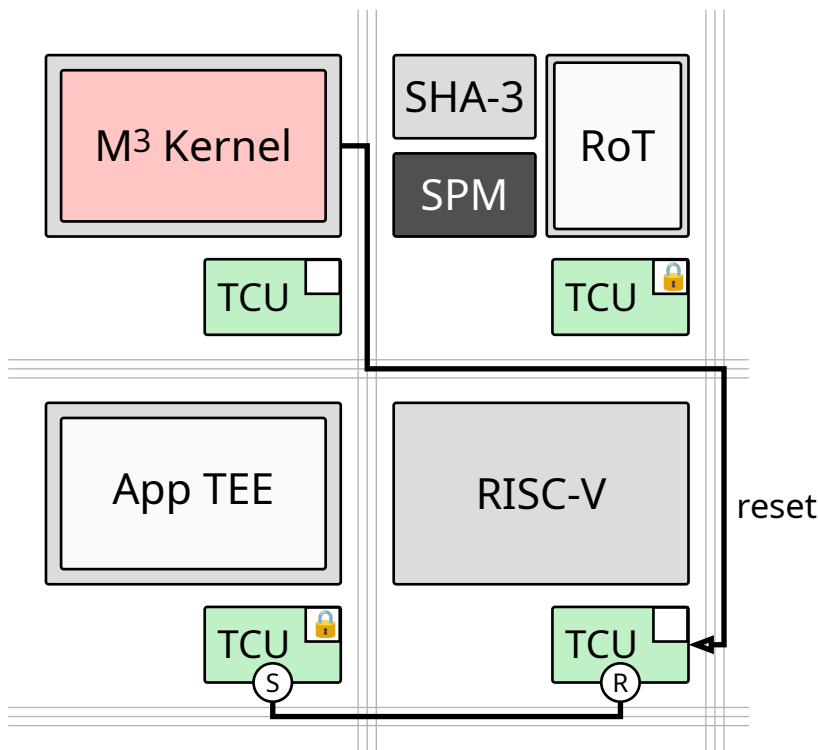 M³ Kernel
SHA-3
SPM
RoT
TCU
TCU
App TEE
RISC-V
reset
TCU
TCU
S
R